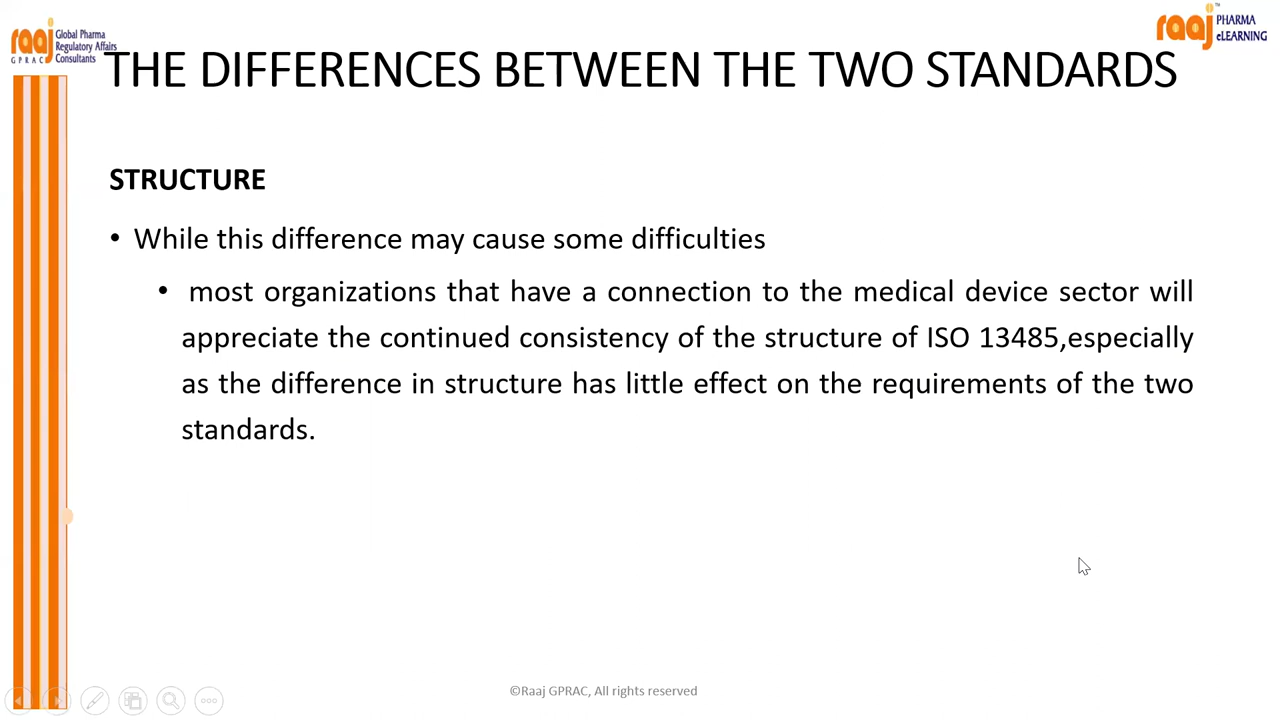 raaj Global Pharma
Regulatory Affairs
GPRAC Consultants
raaj™ PHARMA
eLEARNING
THE DIFFERENCES BETWEEN THE TWO STANDARDS
STRUCTURE
• While this difference may cause some difficulties
• most organizations that have a connection to the medical device sector will
appreciate the continued consistency of the structure of ISO 13485,especially
as the difference in structure has little effect on the requirements of the two
standards.
©Raaj GPRAC, All rights reserved